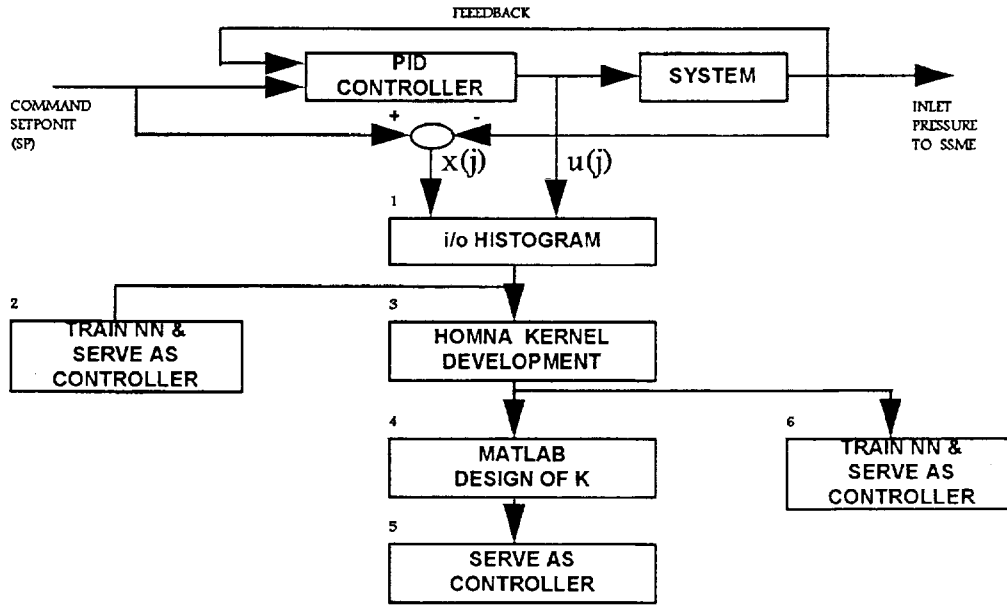 FEEEDBACK
PID
CONTROLLER
SYSTEM
COMMAND
SETPONIT
(SP)
INLET
PRESSURE
TO SSME
+
-
x(j)
u(j)
1
i/o HISTOGRAM
2
TRAIN NN &
SERVE AS
CONTROLLER
3
HOMNA KERNEL
DEVELOPMENT
4
MATLAB
DESIGN OF K
6
TRAIN NN &
SERVE AS
CONTROLLER
5
SERVE AS
CONTROLLER